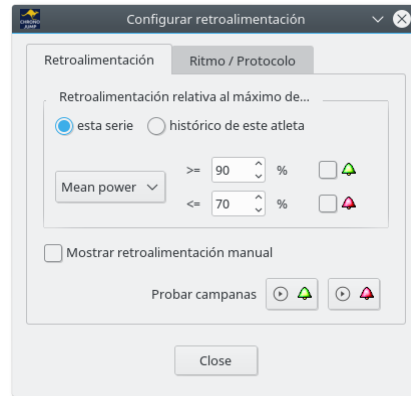 CHRONO
JUMP
Configurar retroalimentación
Retroalimentación
Ritmo / Protocolo
Retroalimentación relativa al máximo de...
esta serie
histórico de este atleta
Mean power
>= 90 %
<= 70 %
Mostrar retroalimentación manual
Probar campanas
Close